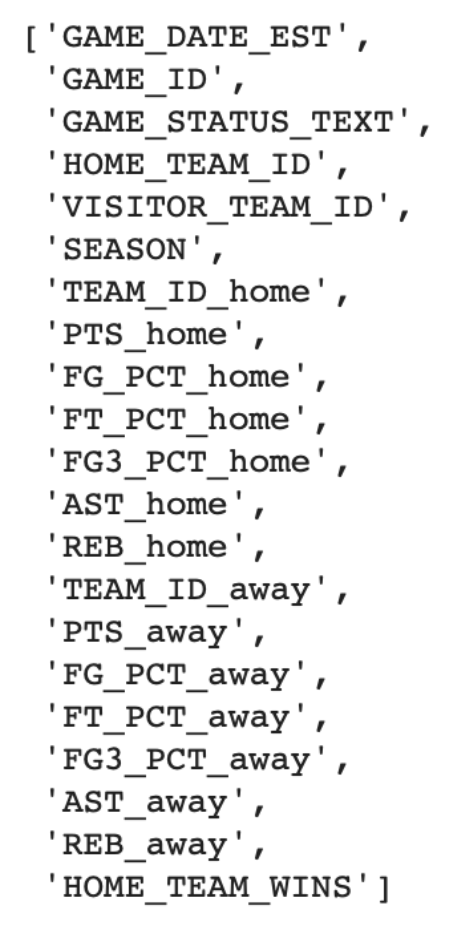 ['GAME_DATE_EST',
'GAME_ID',
'GAME_STATUS_TEXT',
'HOME_TEAM_ID',
'VISITOR_TEAM_ID',
'SEASON',
'TEAM_ID_home',
'PTS_home',
'FG_PCT_home',
'FT_PCT_home',
'FG3_PCT_home',
'AST_home',
'REB_home',
'TEAM_ID_away',
'PTS_away',
'FG_PCT_away',
'FT_PCT_away',
'FG3_PCT_away',
'AST_away',
'REB_away',
'HOME_TEAM_WINS']